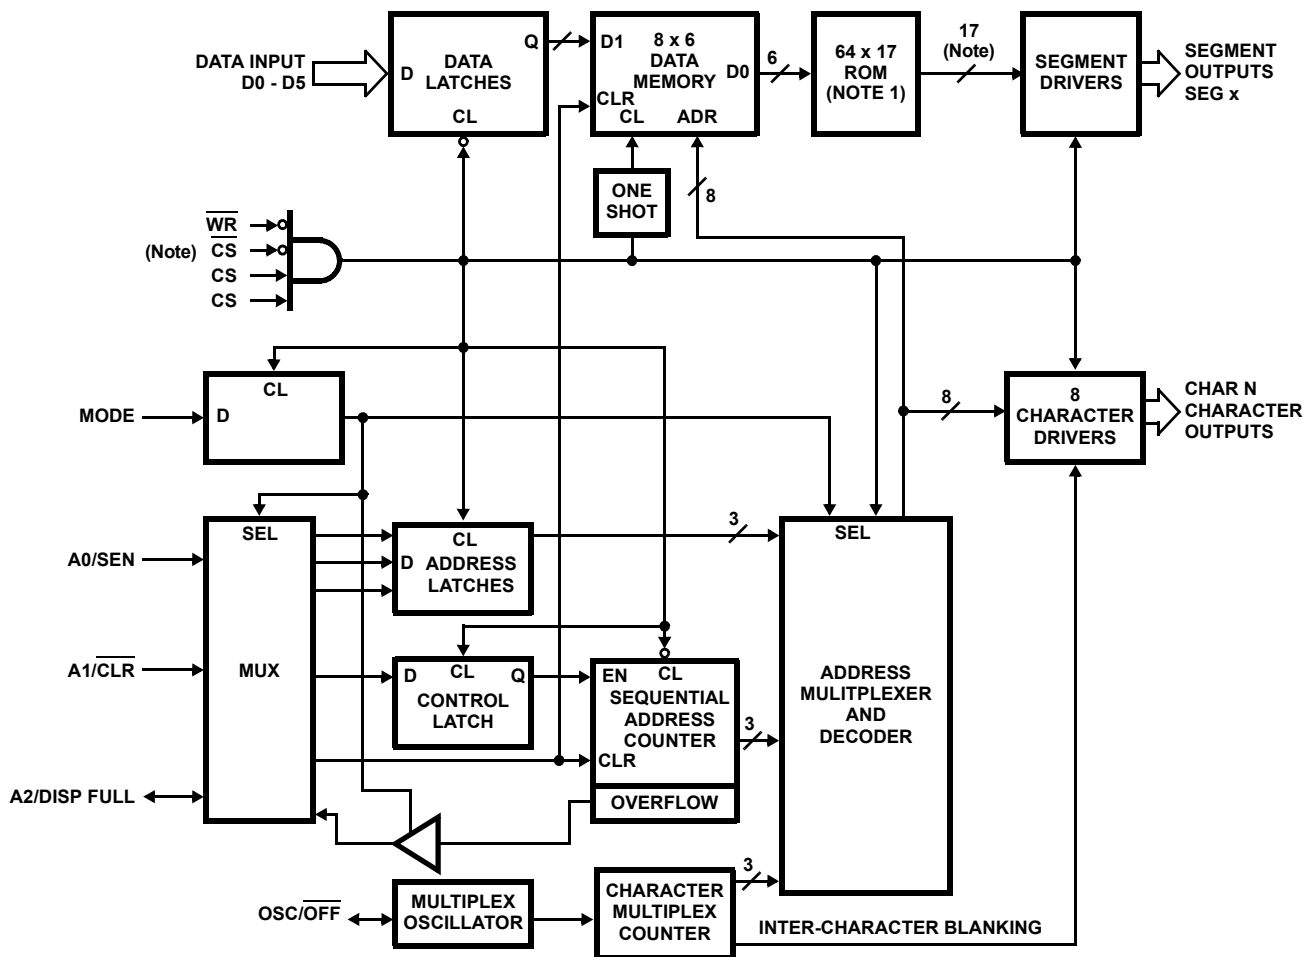 DATA INPUT
D0 - D5
D
DATA
LATCHES
Q
CL
D1
8 x 6
DATA
MEMORY
D0
CLR
CL
ADR
6
64 x 17
ROM
(NOTE 1)
17
(Note)
SEGMENT
DRIVERS
SEGMENT
OUTPUTS
SEG x
ONE
SHOT
8
WR
(Note)
CS
CS
CS
MODE
CL
D
8
8
CHARACTER
DRIVERS
CHAR N
CHARACTER
OUTPUTS
A0/SEN
A1/CLR
A2/DISP FULL
SEL
MUX
CL
D
ADDRESS
LATCHES
3
SEL
ADDRESS
MULITPLEXER
AND
DECODER
D
CL
Q
CONTROL
LATCH
EN
CL
SEQUENTIAL
ADDRESS
COUNTER
CLR
OVERFLOW
3
OSC/OFF
MULTIPLEX
OSCILLATOR
CHARACTER
MULTIPLEX
COUNTER
3
INTER-CHARACTER BLANKING